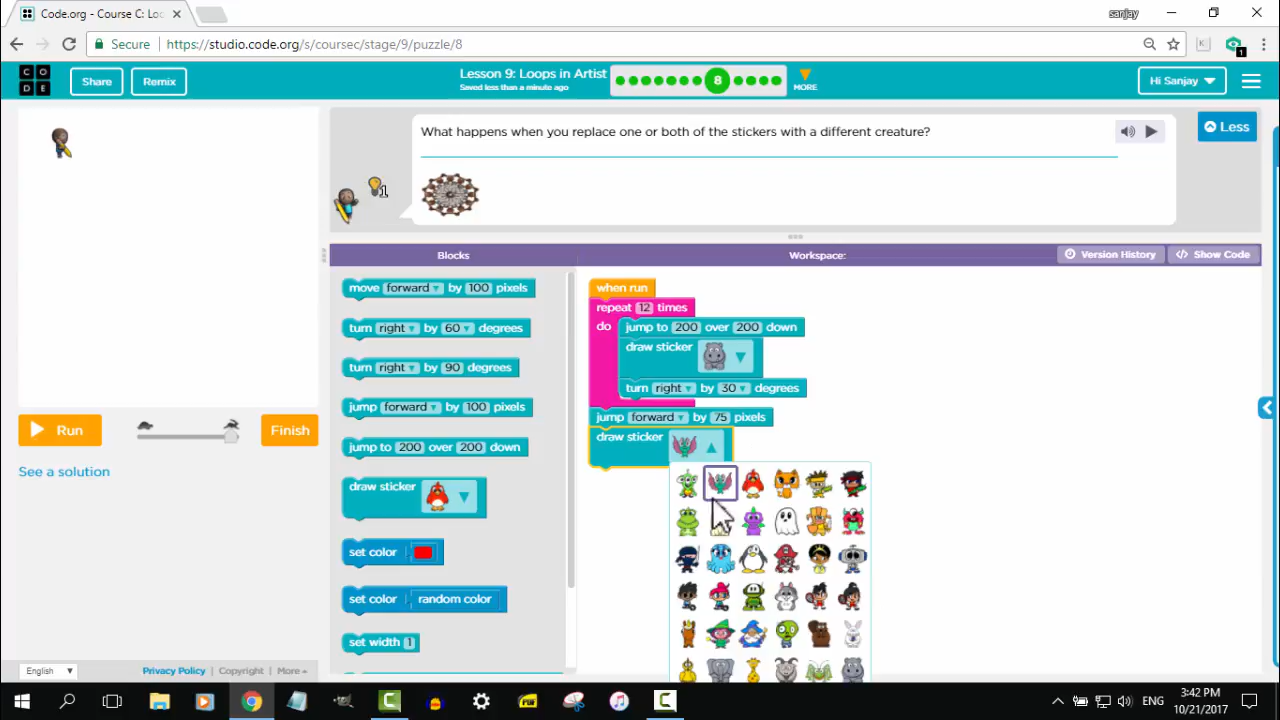 Code.org - Course C: Loo
sanjay
Secure
https://studio.code.org/s/coursec/stage/9/puzzle/8
1
C O
D E
Share
Remix
Lesson 9: Loops in Artist
Saved less than a minute ago
8
MORE
Hi Sanjay
What happens when you replace one or both of the stickers with a different creature?
Less
1
Blocks
Workspace:
Version History
</> Show Code
move forward by 100 pixels
turn right by 60 degrees
turn right by 90 degrees
jump forward by 100 pixels
jump to 200 over 200 down
draw sticker
set color
set color random color
set width 1
when run
repeat 12 times
do
jump to 200 over 200 down
draw sticker
turn right by 30 degrees
jump forward by 75 pixels
draw sticker
Run
Finish
See a solution
English
Privacy Policy
Copyright
More
ENG
3:42 PM
10/21/2017